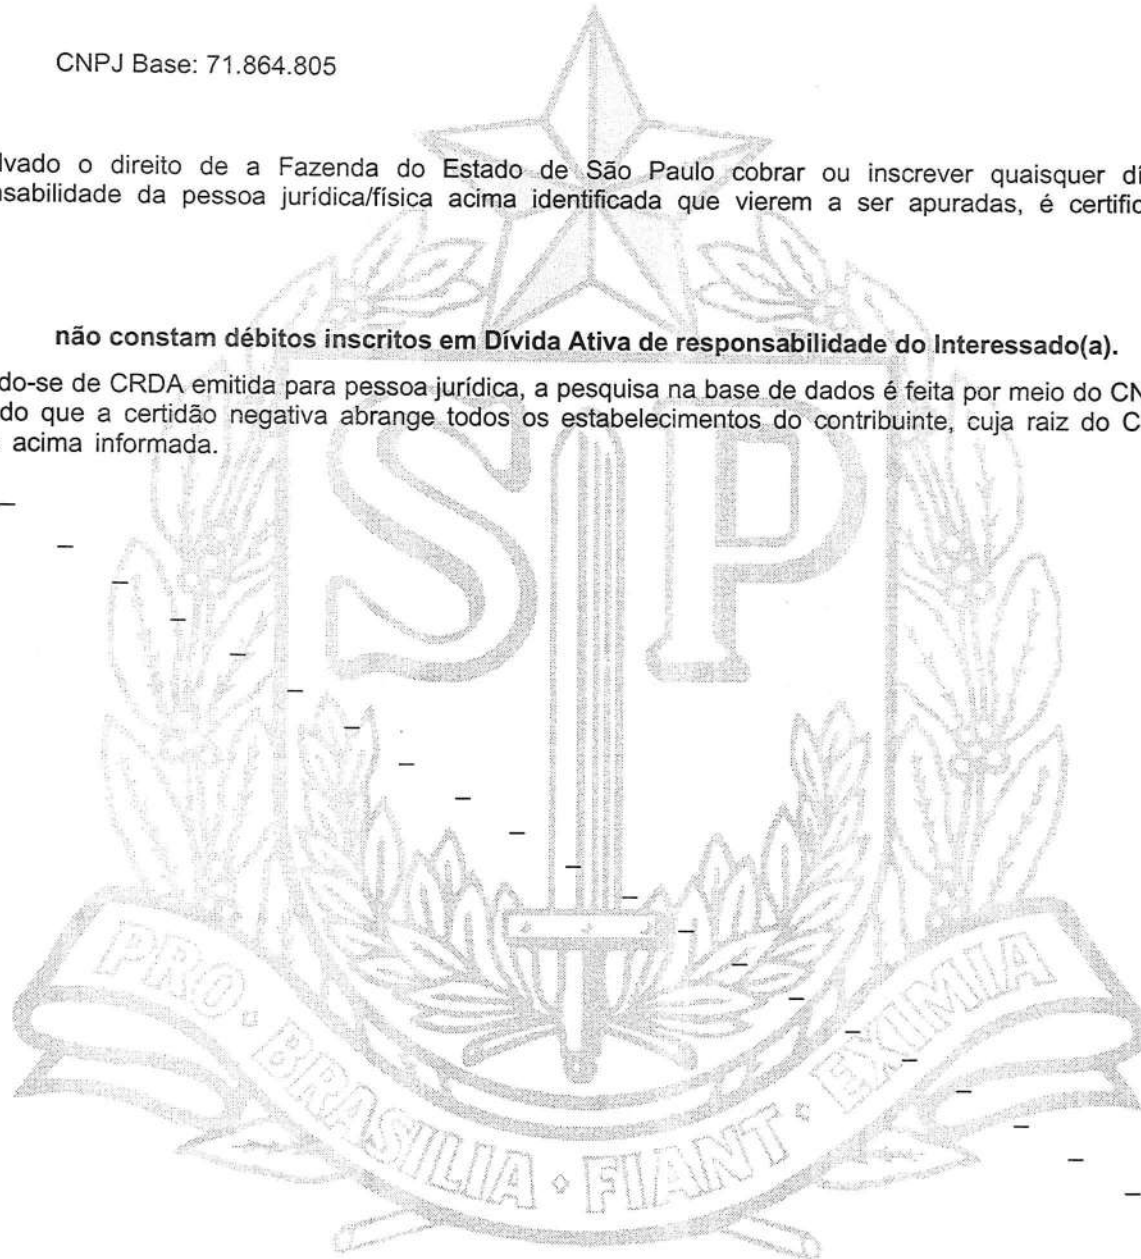 CNPJ Base: 71.864.805
lvado o direito de a Fazenda do Estado de São Paulo cobrar ou inscrever quaisquer dí
nsabilidade da pessoa jurídica/física acima identificada que vierem a ser apuradas, é certific
não constam débitos inscritos em Dívida Ativa de responsabilidade do Interessado(a).
do-se de CRDA emitida para pessoa jurídica, a pesquisa na base de dados é feita por meio do CN
do que a certidão negativa abrange todos os estabelecimentos do contribuinte, cuja raiz do C
acima informada.
SP
PRO · BRASILIA · FIANT · EXIMIA